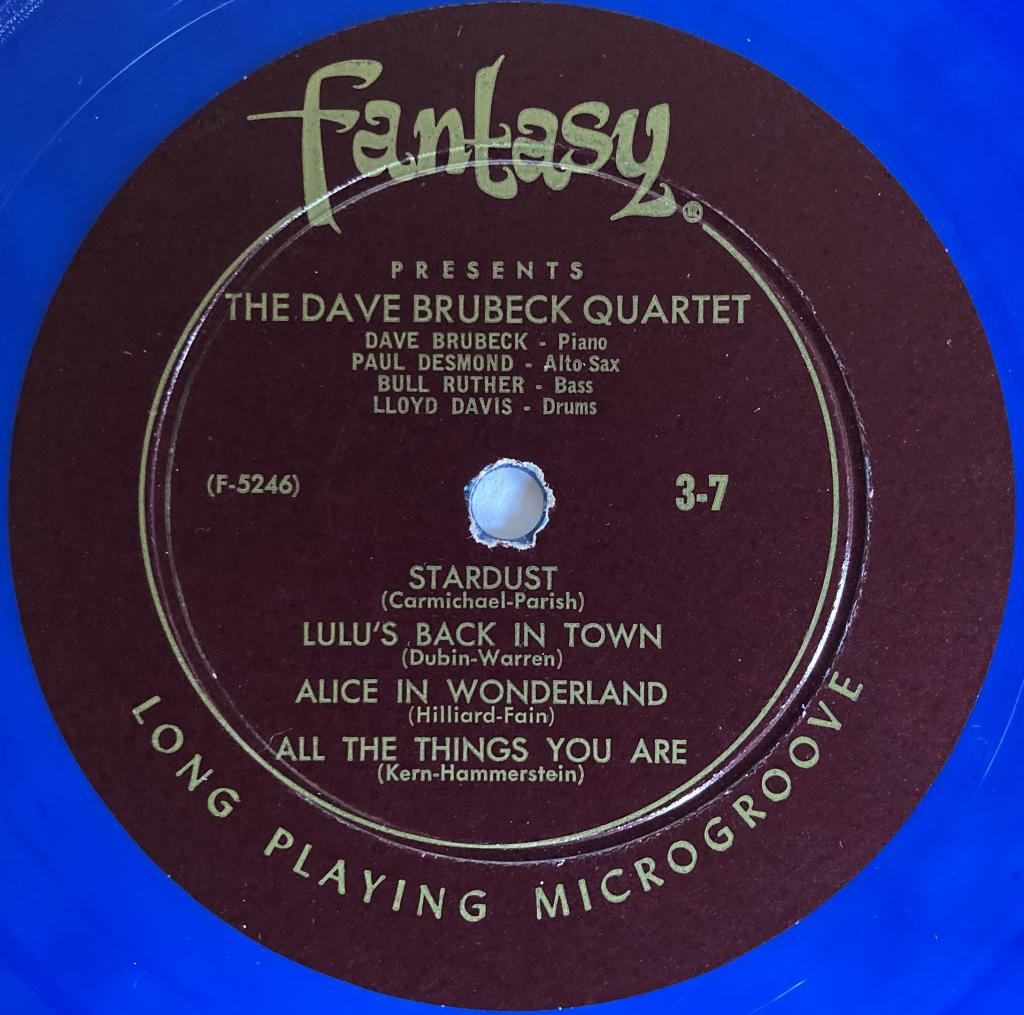 fantasy®
PRESENTS
THE DAVE BRUBECK QUARTET
DAVE BRUBECK - Piano
PAUL DESMOND - Alto Sax
BULL RUTHER - Bass
LLOYD DAVIS - Drums
(F-5246)
3-7
STARDUST
(Carmichael-Parish)
LULU'S BACK IN TOWN
(Dubin-Warren)
ALICE IN WONDERLAND
(Hilliard-Fain)
ALL THE THINGS YOU ARE
(Kern-Hammerstein)
LONG PLAYING MICROGROOVE